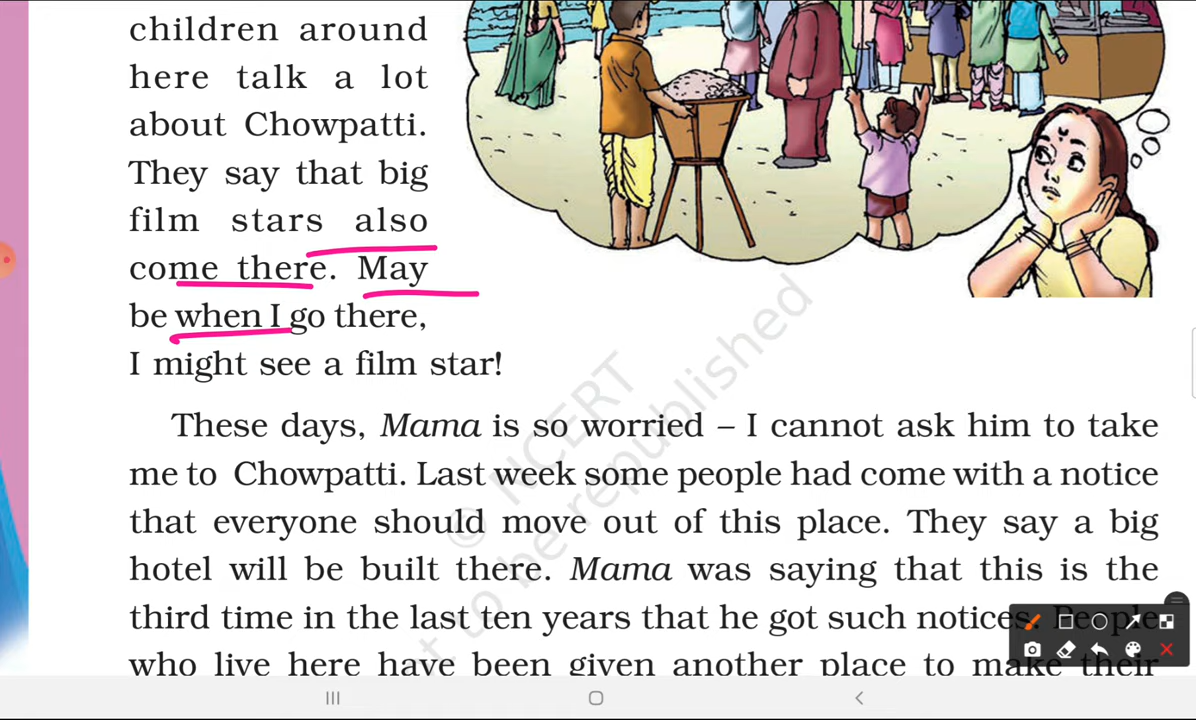 children around
here talk a lot
about Chowpatti.
They say that big
film stars also
come there. May
be when I go there,
I might see a film star!
These days, Mama is so worried – I cannot ask him to take
me to Chowpatti. Last week some people had come with a notice
that everyone should move out of this place. They say a big
hotel will be built there. Mama was saying that this is the
third time in the last ten years that he got such notices. People
who live here have been given another place to make their
© NCERT
t to be republished